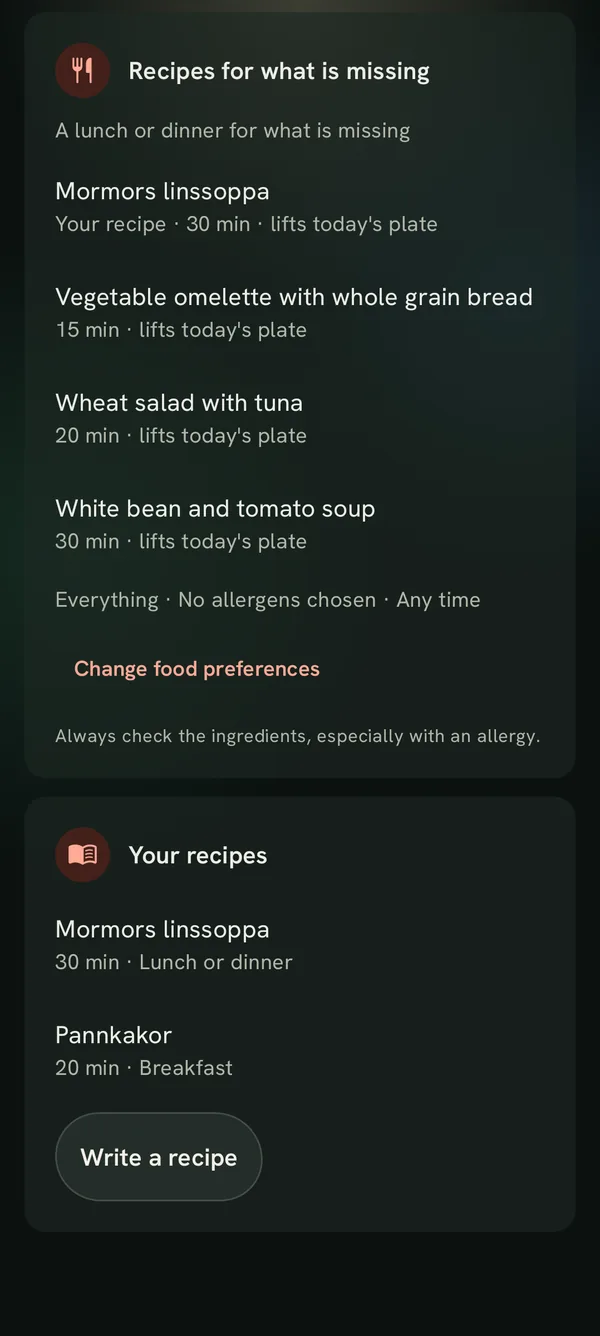 Recipes for what is missing
A lunch or dinner for what is missing
Mormors linssoppa
Your recipe · 30 min · lifts today's plate
Vegetable omelette with whole grain bread
15 min · lifts today's plate
Wheat salad with tuna
20 min · lifts today's plate
White bean and tomato soup
30 min · lifts today's plate
Everything · No allergens chosen · Any time
Change food preferences
Always check the ingredients, especially with an allergy.
Your recipes
Mormors linssoppa
30 min · Lunch or dinner
Pannkakor
20 min · Breakfast
Write a recipe